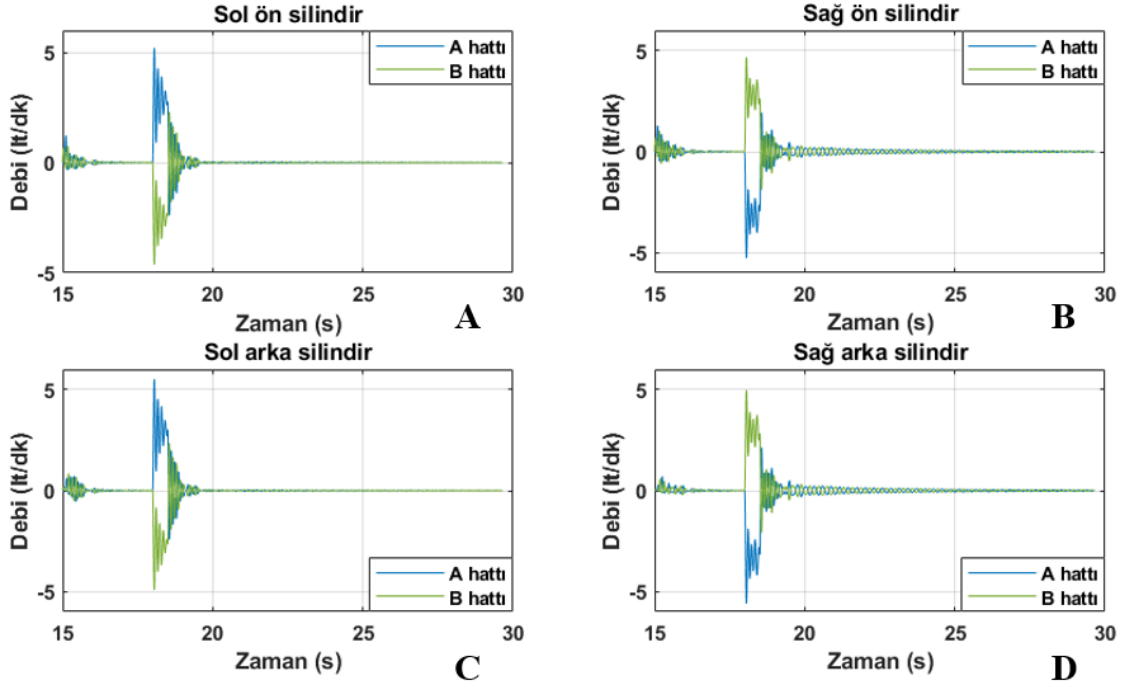 Sol ön silindir
5
0
-5
Debi (lt/dk)
A hattı
B hattı
15
20
25
30
Zaman (s)
A
Sağ ön silindir
5
0
-5
Debi (lt/dk)
A hattı
B hattı
15
20
25
30
Zaman (s)
B
Sol arka silindir
5
0
-5
Debi (lt/dk)
A hattı
B hattı
15
20
25
30
Zaman (s)
C
Sağ arka silindir
5
0
-5
Debi (lt/dk)
A hattı
B hattı
15
20
25
30
Zaman (s)
D